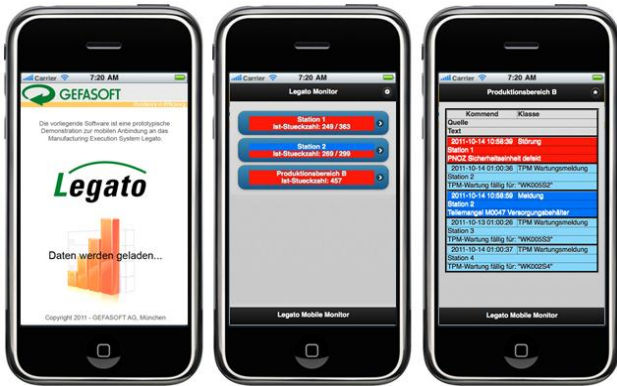 Carrier 7:20 AM
GEFASOFT
Die vorliegende Software ist eine prototypische
Demonstration zur mobilen Anbindung an das
Manufacturing Execution System Legato.
Legato
Daten werden geladen...
Copyright 2011 - GEFASOFT AG, München
Carrier 7:20 AM
Legato Monitor
Station 1
Ist-Stueckzahl: 249 / 363
Station 2
Ist-Stueckzahl: 269 / 299
Produktionsbereich B
Ist-Stueckzahl: 457
Legato Mobile Monitor
Carrier 7:20 AM
Produktionsbereich B
Kommend Klasse
Quelle
Text
2011-10-14 10:58:39 Störung
Station 1
PNOZ Sicherheitseinheit defekt
2011-10-14 01:00:36 TPM Wartungsmeldung
Station 2
TPM-Wartung fällig für: "WK005S2"
2011-10-14 10:58:59 Meldung
Station 2
Teilemangel M0047 Versorgungsbehälter
2011-10-13 01:00:26 TPM Wartungsmeldung
Station 3
TPM-Wartung fällig für: "WK005S3"
2011-10-14 01:00:37 TPM Wartungsmeldung
Station 4
TPM-Wartung fällig für: "WK002S4"
Legato Mobile Monitor